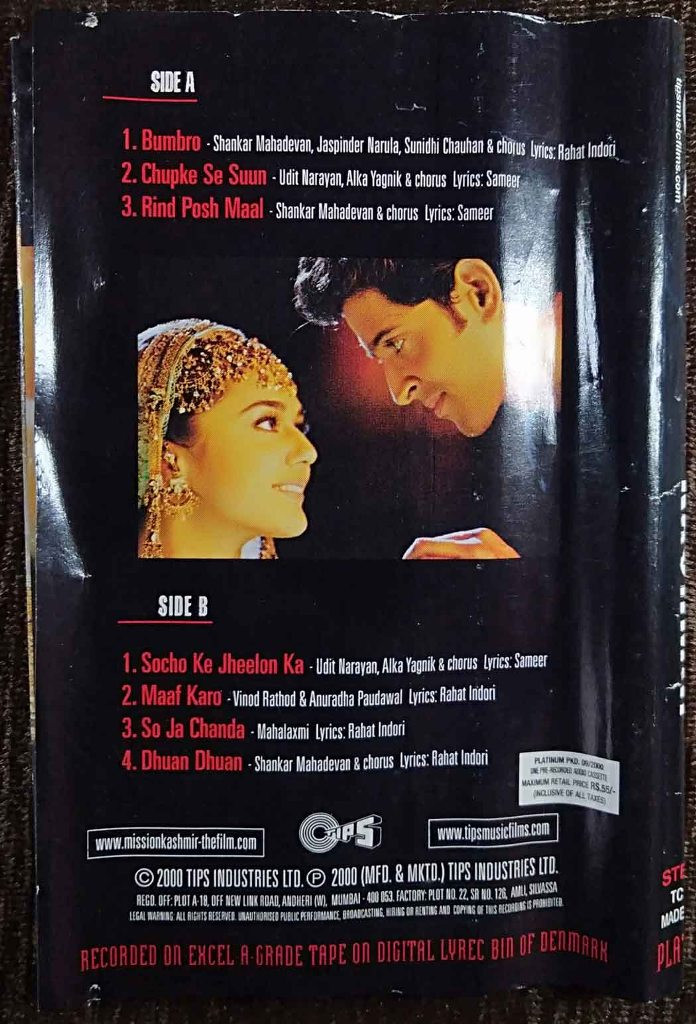 SIDE A
1. Bumbro - Shankar Mahadevan, Jaspinder Narula, Sunidhi Chauhan & chorus Lyrics: Rahat Indori
2. Chupke Se Suun - Udit Narayan, Alka Yagnik & chorus Lyrics: Sameer
3. Rind Posh Maal - Shankar Mahadevan & chorus Lyrics: Sameer
SIDE B
1. Socho Ke Jheelon Ka - Udit Narayan, Alka Yagnik & chorus Lyrics: Sameer
2. Maaf Karo - Vinod Rathod & Anuradha Paudawal Lyrics: Rahat Indori
3. So Ja Chanda - Mahalaxmi Lyrics: Rahat Indori
4. Dhuan Dhuan - Shankar Mahadevan & chorus Lyrics: Rahat Indori
PLATINUM PKD. 09/2000
ONE PRE-RECORDED AUDIO CASSETTE
MAXIMUM RETAIL PRICE RS.55/-
(INCLUSIVE OF ALL TAXES)
www.missionkashmir-thefilm.com
TIPS
www.tipsmusicfilms.com
© 2000 TIPS INDUSTRIES LTD. ℗ 2000 (MFD. & MKTD.) TIPS INDUSTRIES LTD.
REGD. OFF: PLOT A-18, OFF NEW LINK ROAD, ANDHERI (W), MUMBAI - 400 053. FACTORY: PLOT NO. 22, SR NO. 126, AMLI, SILVASSA
LEGAL WARNING. ALL RIGHTS RESERVED. UNAUTHORISED PUBLIC PERFORMANCE, BROADCASTING, HIRING OR RENTING AND COPYING OF THIS RECORDING IS PROHIBITED.
RECORDED ON EXCEL A-GRADE TAPE ON DIGITAL LYREC BIN OF DENMARK
tipsmusicfilms.com
STE
TC
MADE
PLA